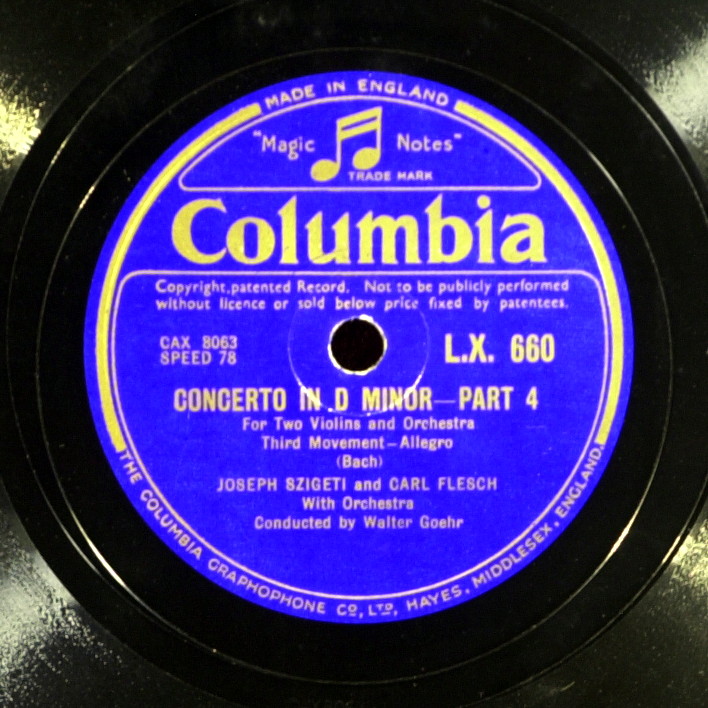 MADE IN ENGLAND
"Magic Notes"
TRADE MARK
Columbia
Copyright,patented Record. Not to be publicly performed
without licence or sold below price fixed by patentees.
CAX 8063
SPEED 78
L.X. 660
CONCERTO IN D MINOR—PART 4
For Two Violins and Orchestra
Third Movement—Allegro
(Bach)
JOSEPH SZIGETI and CARL FLESCH
With Orchestra
Conducted by Walter Goehr
THE COLUMBIA GRAPHOPHONE CO, LTD, HAYES, MIDDLESEX, ENGLAND.